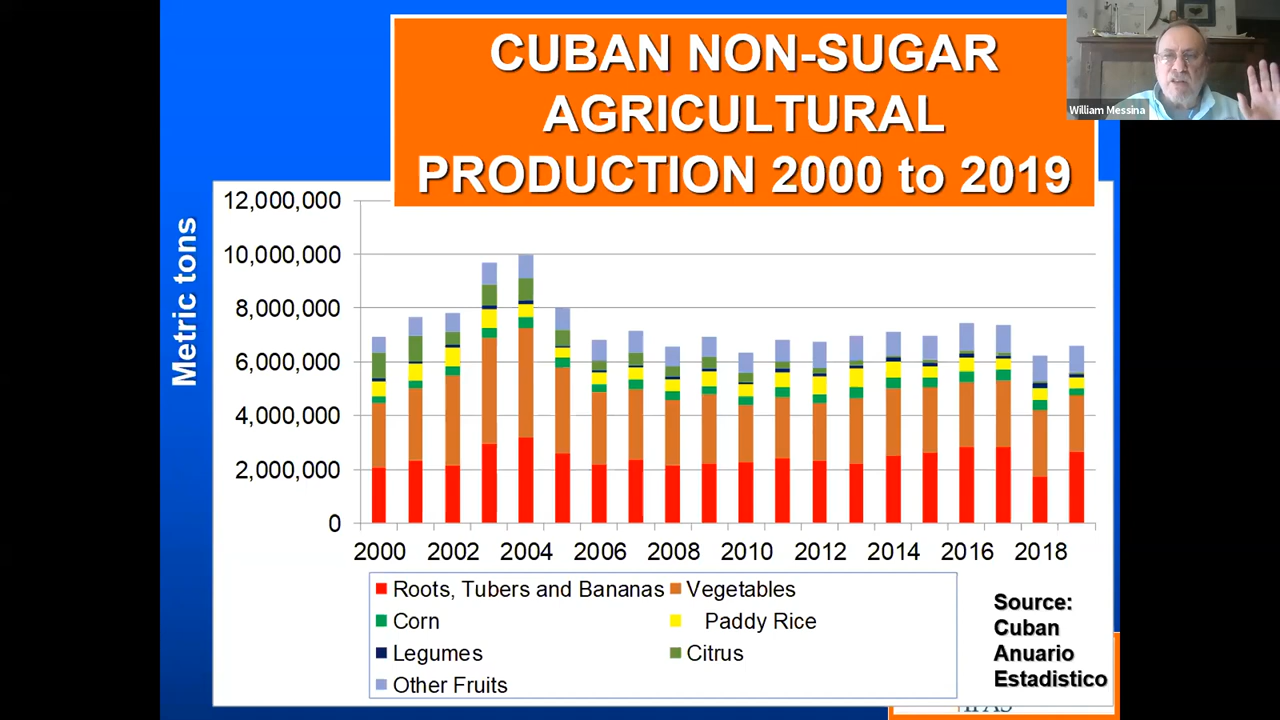 CUBAN NON-SUGAR
AGRICULTURAL
PRODUCTION 2000 to 2019
William Messina
Metric tons
12,000,000
10,000,000
8,000,000
6,000,000
4,000,000
2,000,000
0
2000 2002 2004 2006 2008 2010 2012 2014 2016 2018
Roots, Tubers and Bananas Vegetables
Corn Paddy Rice
Legumes Citrus
Other Fruits
Source:
Cuban
Anuario
Estadistico